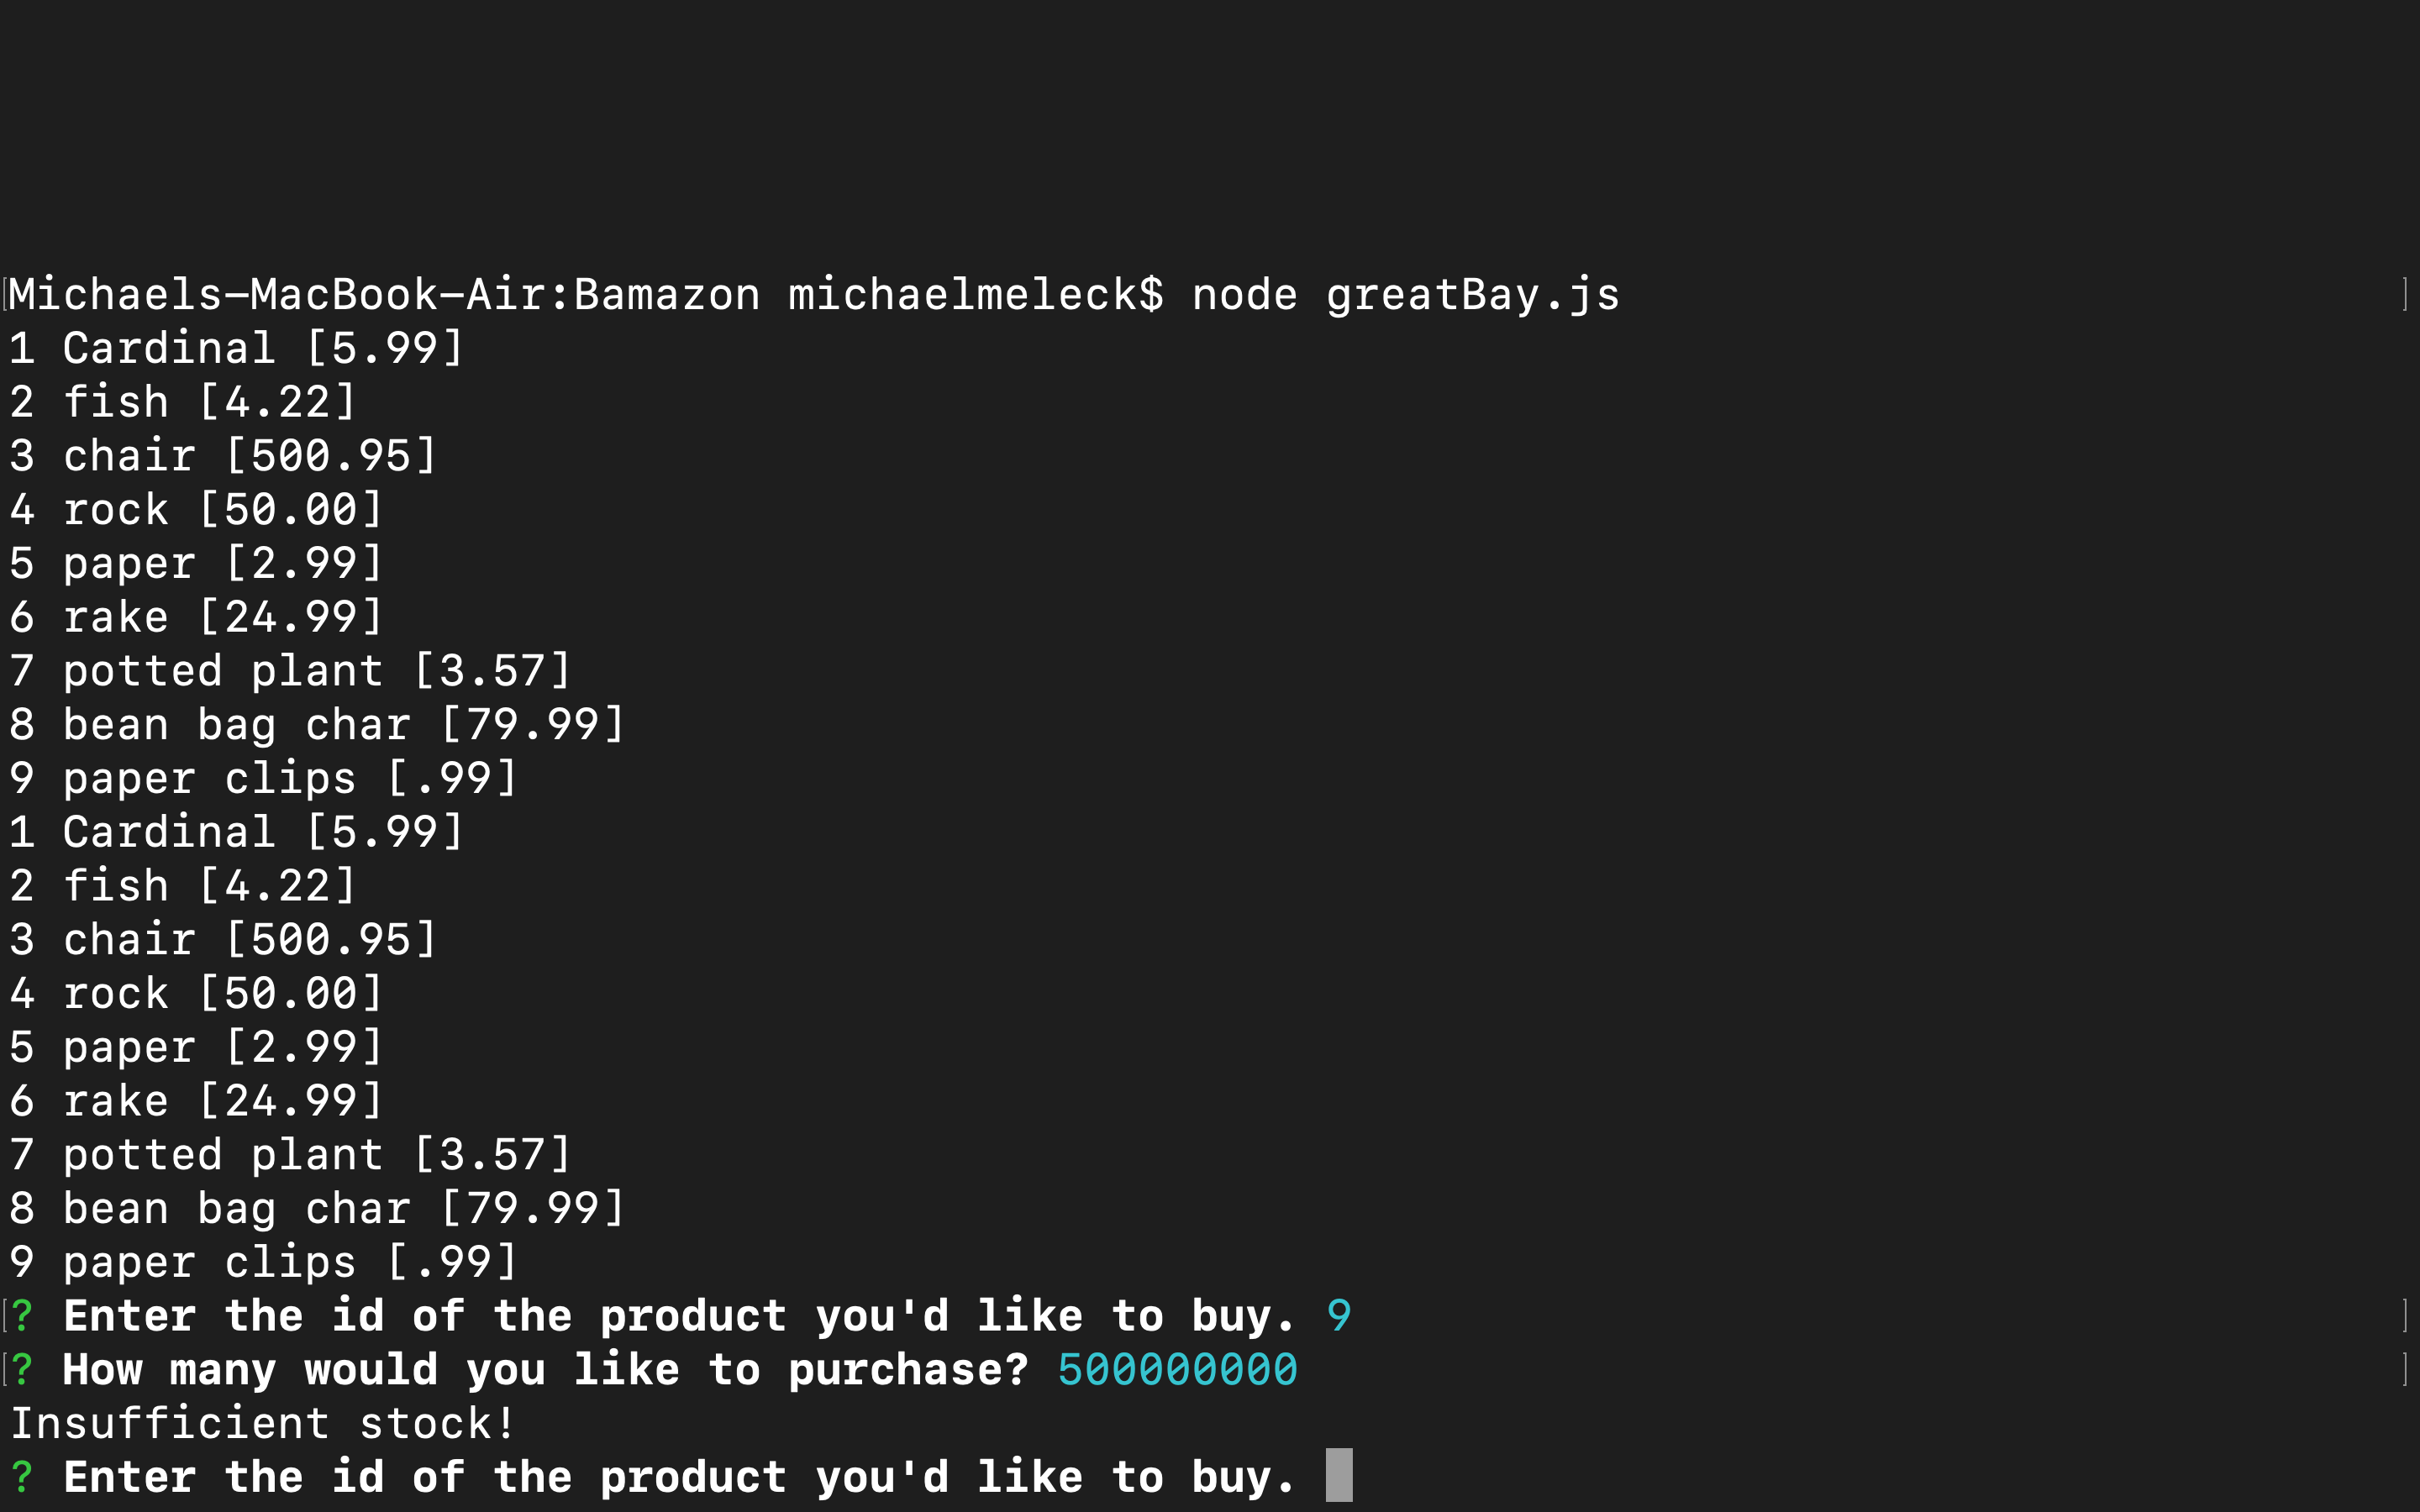 [Michaels-MacBook-Air:Bamazon michaelmeleck$ node greatBay.js ]
1 Cardinal [5.99]
2 fish [4.22]
3 chair [500.95]
4 rock [50.00]
5 paper [2.99]
6 rake [24.99]
7 potted plant [3.57]
8 bean bag char [79.99]
9 paper clips [.99]
1 Cardinal [5.99]
2 fish [4.22]
3 chair [500.95]
4 rock [50.00]
5 paper [2.99]
6 rake [24.99]
7 potted plant [3.57]
8 bean bag char [79.99]
9 paper clips [.99]
[? Enter the id of the product you'd like to buy. 9 ]
[? How many would you like to purchase? 500000000 ]
Insufficient stock!
? Enter the id of the product you'd like to buy.